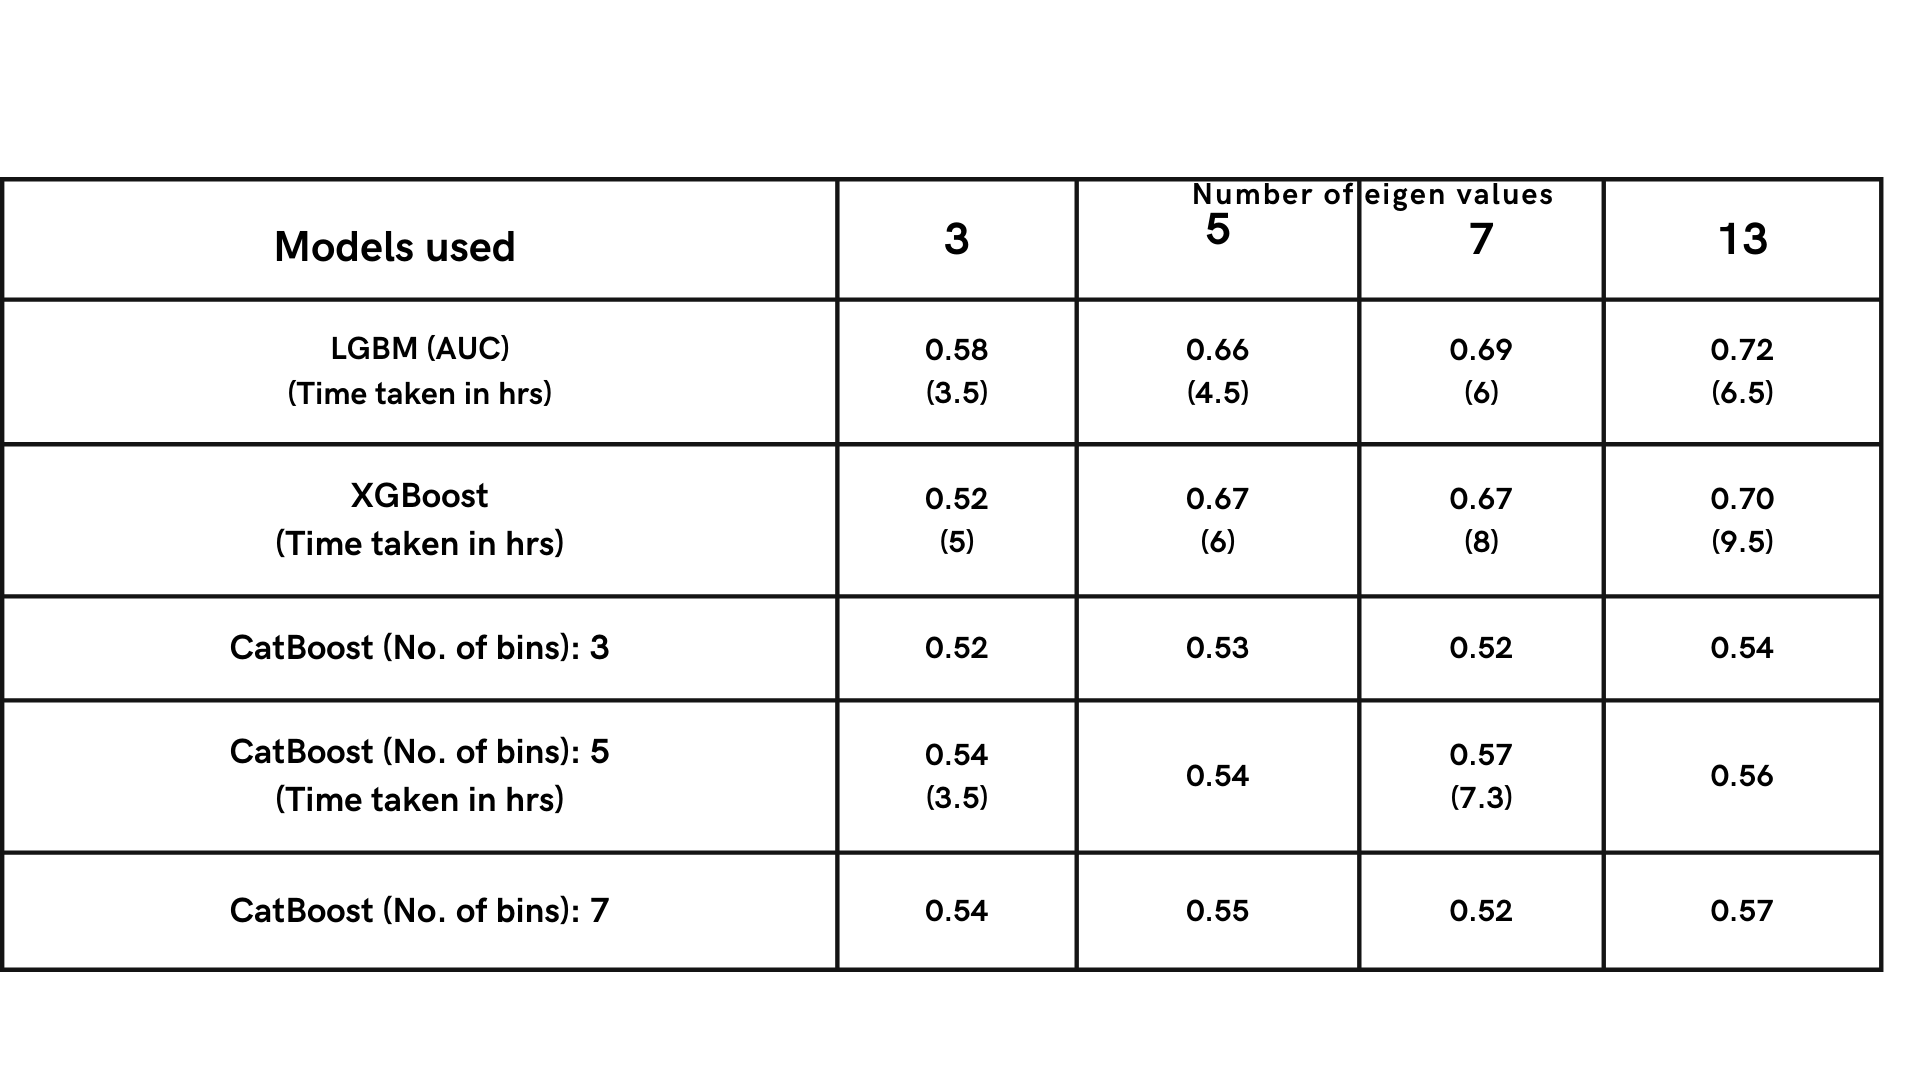 Number of eigen values
Models used 3 5 7 13
LGBM (AUC) 0.58 0.66 0.69 0.72
(Time taken in hrs) (3.5) (4.5) (6) (6.5)
XGBoost 0.52 0.67 0.67 0.70
(Time taken in hrs) (5) (6) (8) (9.5)
CatBoost (No. of bins): 3 0.52 0.53 0.52 0.54
CatBoost (No. of bins): 5 0.54 0.54 0.57 0.56
(Time taken in hrs) (3.5) (7.3)
CatBoost (No. of bins): 7 0.54 0.55 0.52 0.57